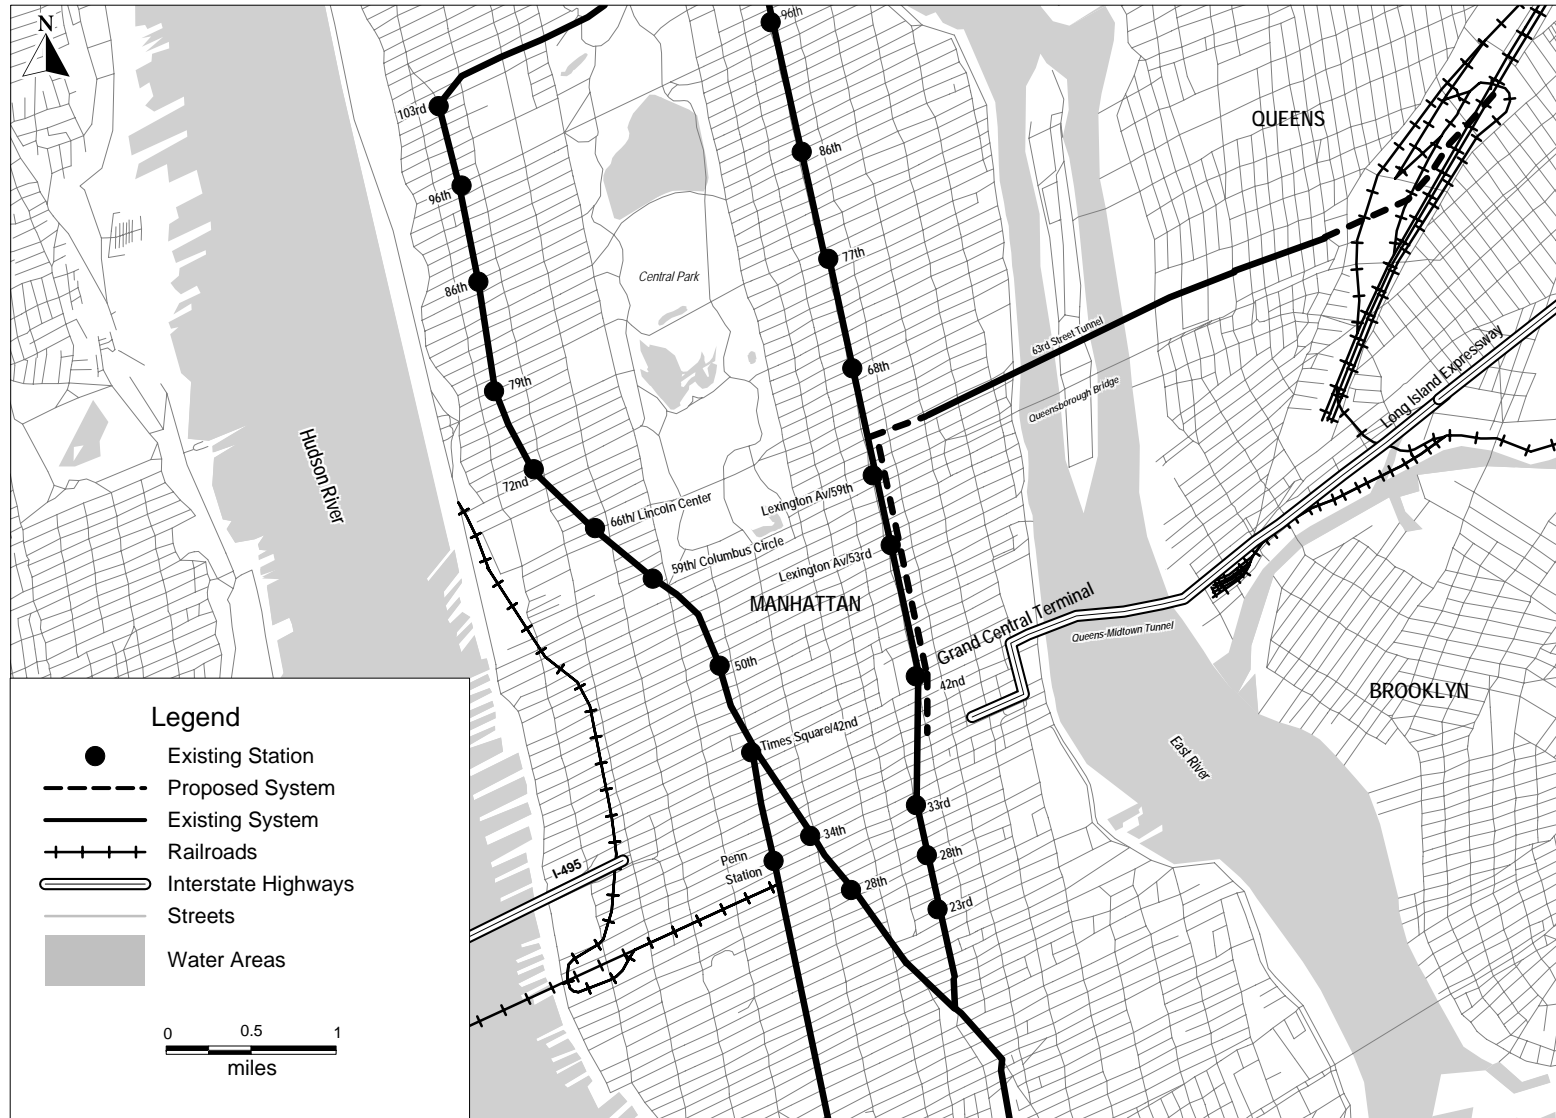 N
96th
103rd
QUEENS
86th
96th
77th
Central Park
86th
63rd Street Tunnel
Long Island Expressway
68th
79th
Queensborough Bridge
Hudson River
72nd
66th/ Lincoln Center
Lexington Av/59th
59th/ Columbus Circle
Lexington Av/53rd
MANHATTAN
Grand Central Terminal
Queens-Midtown Tunnel
50th
42nd
BROOKLYN
Times Square/42nd
East River
33rd
34th
28th
Penn
Station
28th
23rd
I-495
Legend
Existing Station
Proposed System
Existing System
Railroads
Interstate Highways
Streets
Water Areas
0 0.5 1
miles